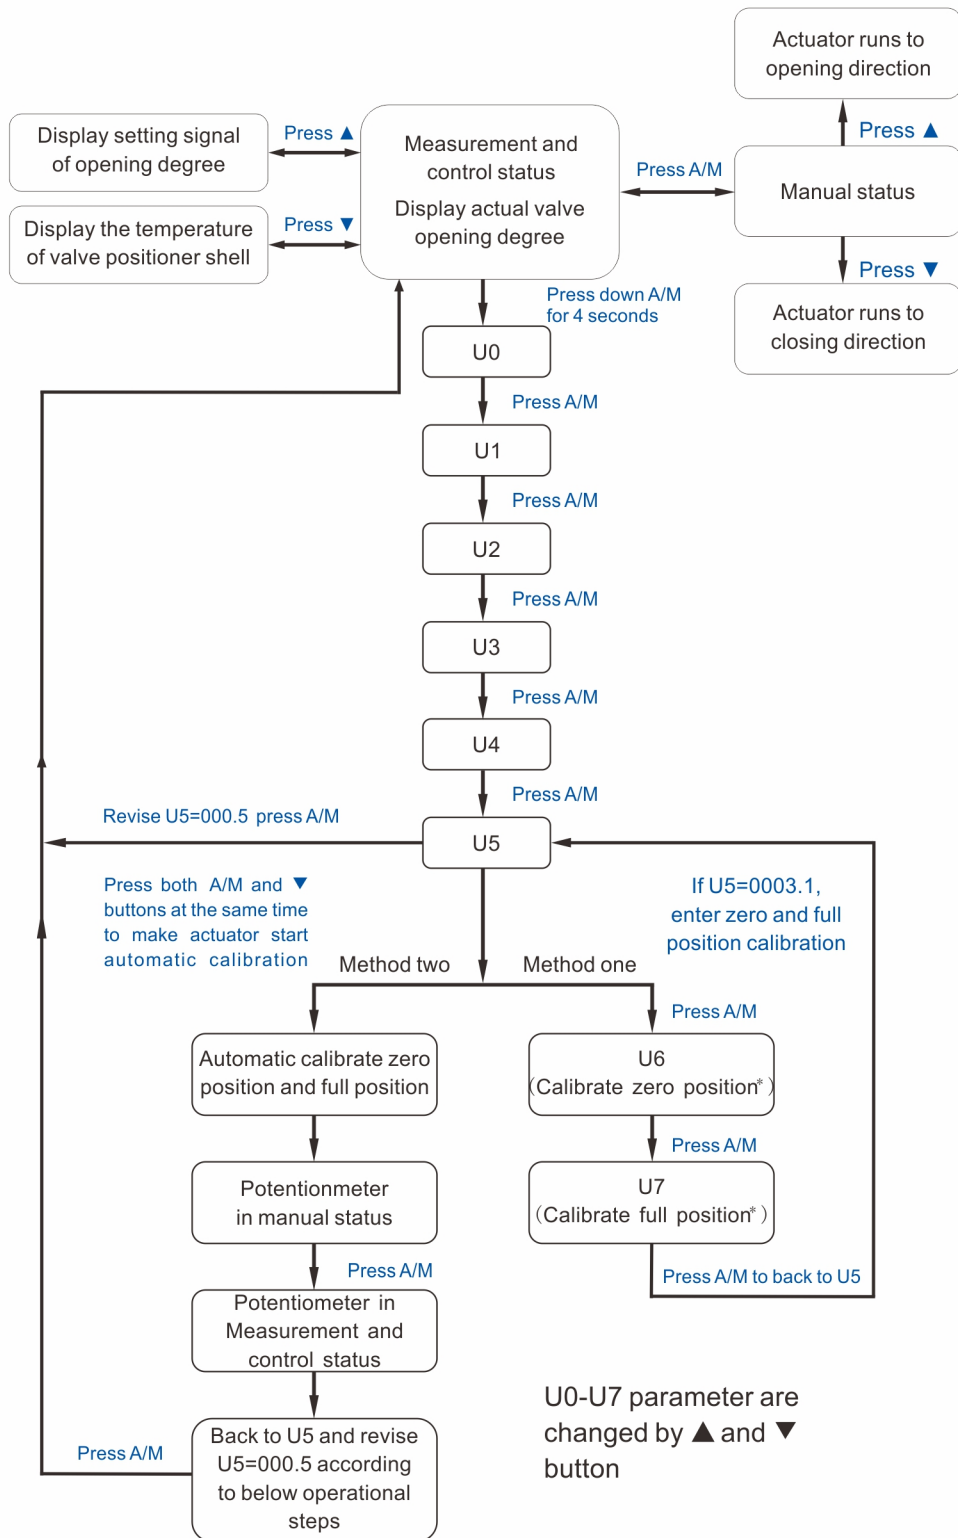 Actuator runs to
opening direction
Press ▲
Display setting signal
of opening degree
Press ▲
Measurement and
control status
Display actual valve
opening degree
Press A/M
Manual status
Display the temperature
of valve positioner shell
Press ▼
Press ▼
Actuator runs to
closing direction
Press down A/M
for 4 seconds
U0
Press A/M
U1
Press A/M
U2
Press A/M
U3
Press A/M
U4
Press A/M
Revise U5=000.5 press A/M
U5
Press both A/M and ▼
buttons at the same time
to make actuator start
automatic calibration
If U5=0003.1,
enter zero and full
position calibration
Method two
Method one
Press A/M
Automatic calibrate zero
position and full position
U6
(Calibrate zero position*)
Press A/M
Potentionmeter
in manual status
U7
(Calibrate full position*)
Press A/M
Press A/M to back to U5
Potentiometer in
Measurement and
control status
Press A/M
Back to U5 and revise
U5=000.5 according
to below operational
steps
U0-U7 parameter are
changed by ▲ and ▼
button